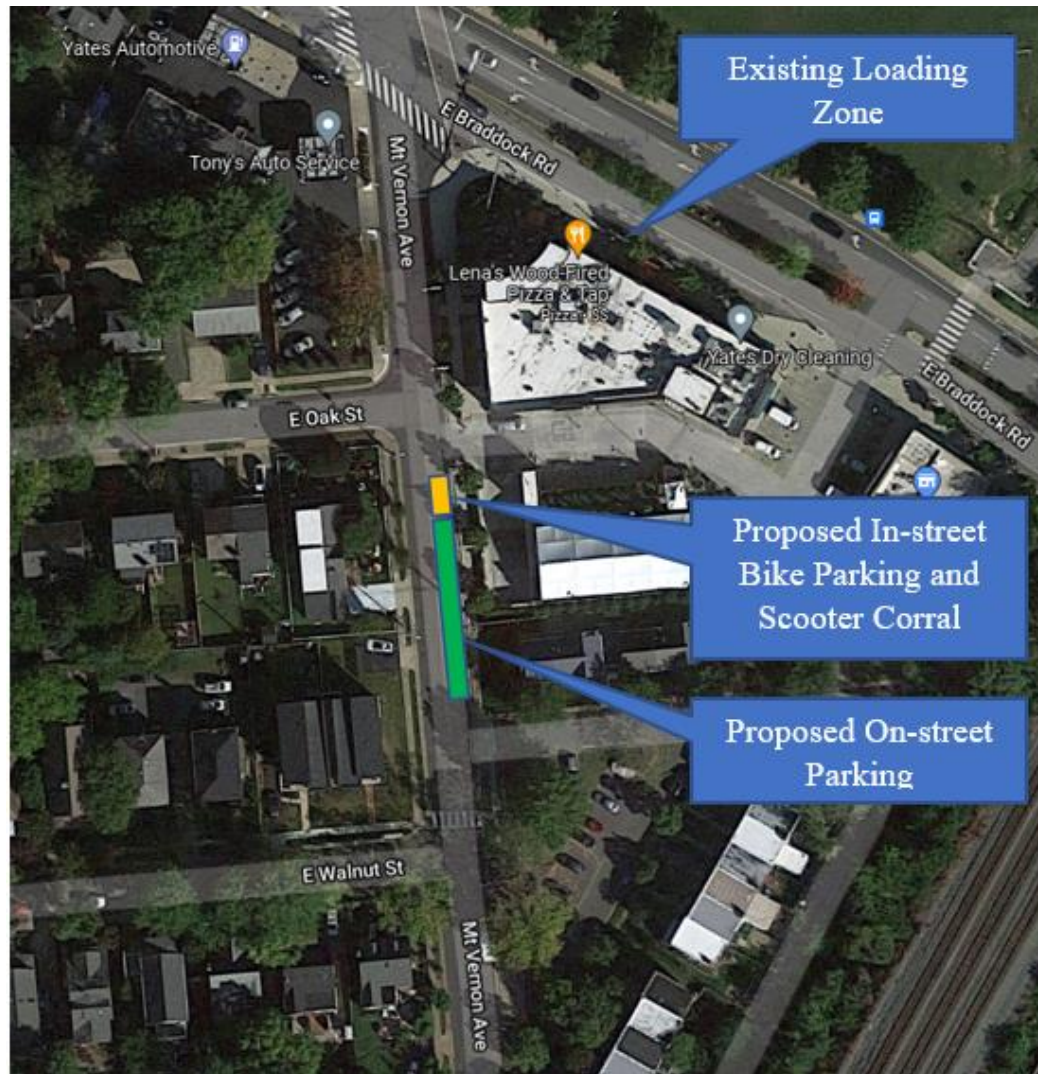 Yates Automotive
Tony's Auto Service
Mt Vernon Ave
E Braddock Rd
Existing Loading
Zone
Lena's Wood-Fired
Pizza & Tap
Pizza · $$
Yates Dry Cleaning
E Braddock Rd
E Oak St
Proposed In-street
Bike Parking and
Scooter Corral
Proposed On-street
Parking
E Walnut St
Mt Vernon Ave